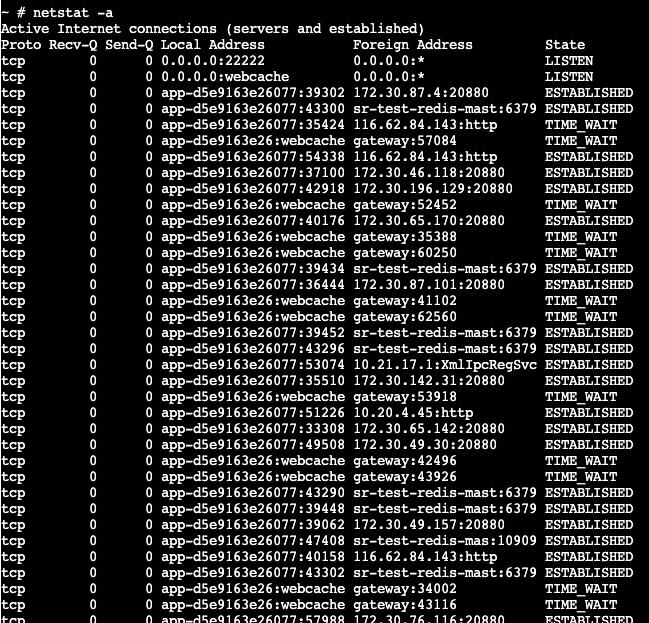 ~ # netstat -a
Active Internet connections (servers and established)
Proto Recv-Q Send-Q Local Address           Foreign Address         State
tcp        0      0 0.0.0.0:22222           0.0.0.0:*               LISTEN
tcp        0      0 0.0.0.0:webcache        0.0.0.0:*               LISTEN
tcp        0      0 app-d5e9163e26077:39302 172.30.87.4:20880       ESTABLISHED
tcp        0      0 app-d5e9163e26077:43300 sr-test-redis-mast:6379 ESTABLISHED
tcp        0      0 app-d5e9163e26077:35424 116.62.84.143:http      TIME_WAIT
tcp        0      0 app-d5e9163e26:webcache gateway:57084           TIME_WAIT
tcp        0      0 app-d5e9163e26077:54338 116.62.84.143:http      ESTABLISHED
tcp        0      0 app-d5e9163e26077:37100 172.30.46.118:20880     ESTABLISHED
tcp        0      0 app-d5e9163e26077:42918 172.30.196.129:20880    ESTABLISHED
tcp        0      0 app-d5e9163e26:webcache gateway:52452           TIME_WAIT
tcp        0      0 app-d5e9163e26077:40176 172.30.65.170:20880     ESTABLISHED
tcp        0      0 app-d5e9163e26:webcache gateway:35388           TIME_WAIT
tcp        0      0 app-d5e9163e26:webcache gateway:60250           TIME_WAIT
tcp        0      0 app-d5e9163e26077:39434 sr-test-redis-mast:6379 ESTABLISHED
tcp        0      0 app-d5e9163e26077:36444 172.30.87.101:20880     ESTABLISHED
tcp        0      0 app-d5e9163e26:webcache gateway:41102           TIME_WAIT
tcp        0      0 app-d5e9163e26:webcache gateway:62560           TIME_WAIT
tcp        0      0 app-d5e9163e26077:39452 sr-test-redis-mast:6379 ESTABLISHED
tcp        0      0 app-d5e9163e26077:43296 sr-test-redis-mast:6379 ESTABLISHED
tcp        0      0 app-d5e9163e26077:53074 10.21.17.1:XmlIpcRegSvc ESTABLISHED
tcp        0      0 app-d5e9163e26077:35510 172.30.142.31:20880     ESTABLISHED
tcp        0      0 app-d5e9163e26:webcache gateway:53918           TIME_WAIT
tcp        0      0 app-d5e9163e26077:51226 10.20.4.45:http         ESTABLISHED
tcp        0      0 app-d5e9163e26077:33308 172.30.65.142:20880     ESTABLISHED
tcp        0      0 app-d5e9163e26077:49508 172.30.49.30:20880      ESTABLISHED
tcp        0      0 app-d5e9163e26:webcache gateway:42496           TIME_WAIT
tcp        0      0 app-d5e9163e26:webcache gateway:43926           TIME_WAIT
tcp        0      0 app-d5e9163e26077:43290 sr-test-redis-mast:6379 ESTABLISHED
tcp        0      0 app-d5e9163e26077:39448 sr-test-redis-mast:6379 ESTABLISHED
tcp        0      0 app-d5e9163e26077:39062 172.30.49.157:20880     ESTABLISHED
tcp        0      0 app-d5e9163e26077:47408 sr-test-redis-mas:10909 ESTABLISHED
tcp        0      0 app-d5e9163e26077:40158 116.62.84.143:http      ESTABLISHED
tcp        0      0 app-d5e9163e26077:43302 sr-test-redis-mast:6379 ESTABLISHED
tcp        0      0 app-d5e9163e26:webcache gateway:34002           TIME_WAIT
tcp        0      0 app-d5e9163e26:webcache gateway:43116           TIME_WAIT
tcp        0      0 app-d5e9163e26077:57988 172.30.76.116:20880     ESTABLISHED